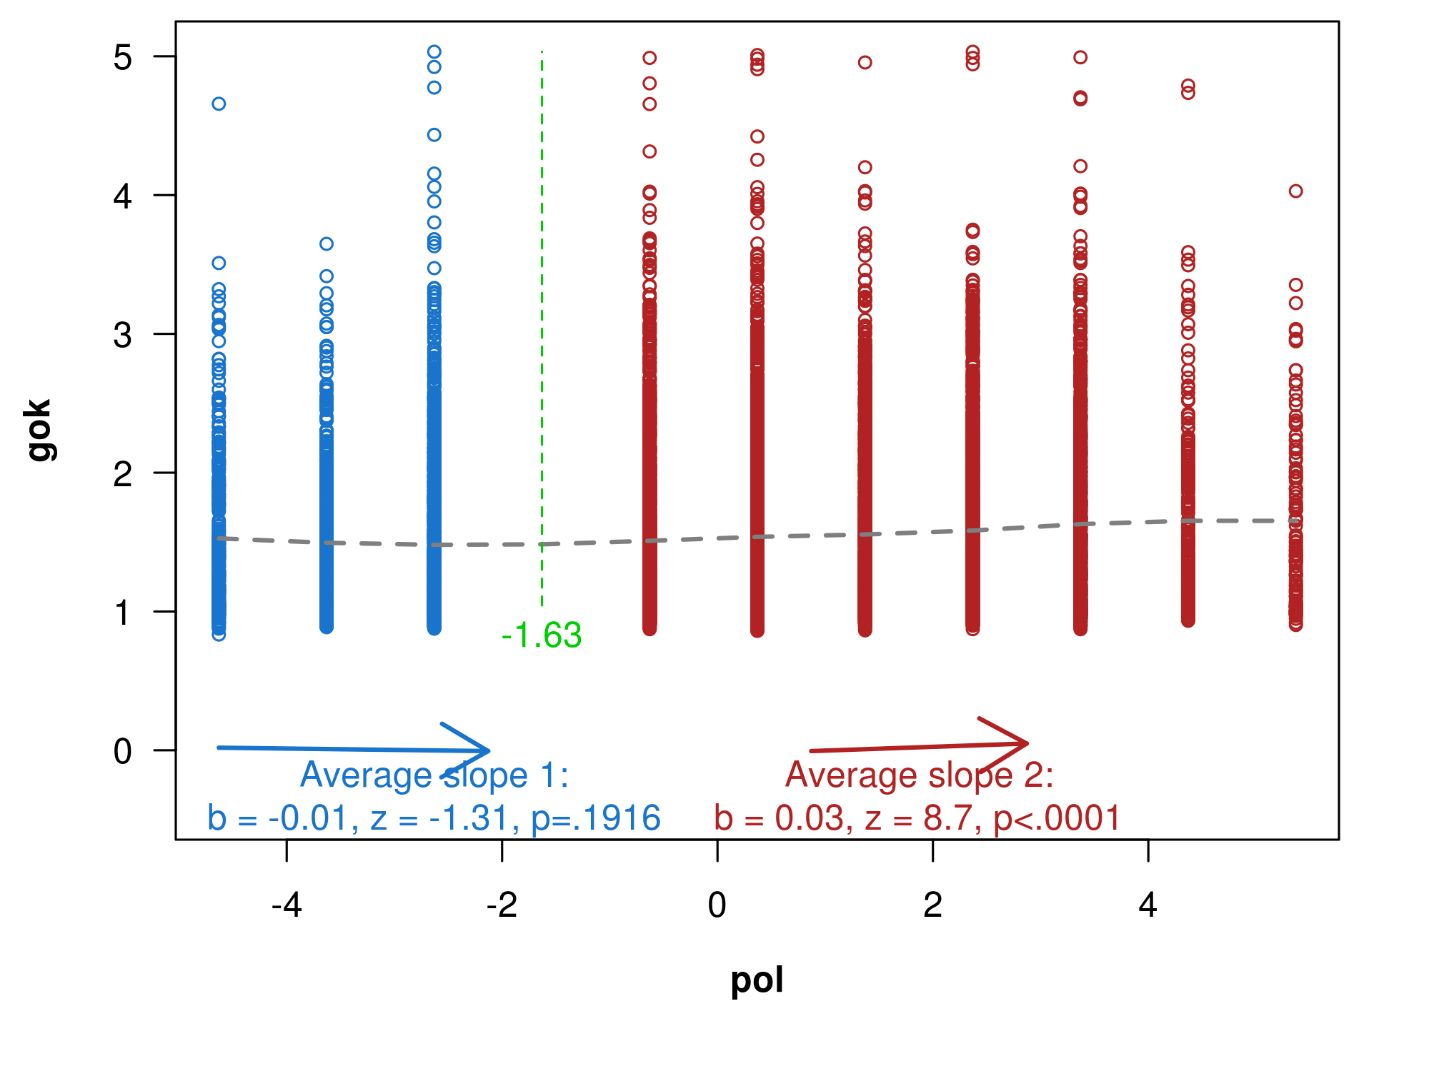 5
4
3
2
1
0
gok
-1.63
Average slope 1:
b = -0.01, z = -1.31, p=.1916
Average slope 2:
b = 0.03, z = 8.7, p<.0001
-4 -2 0 2 4
pol